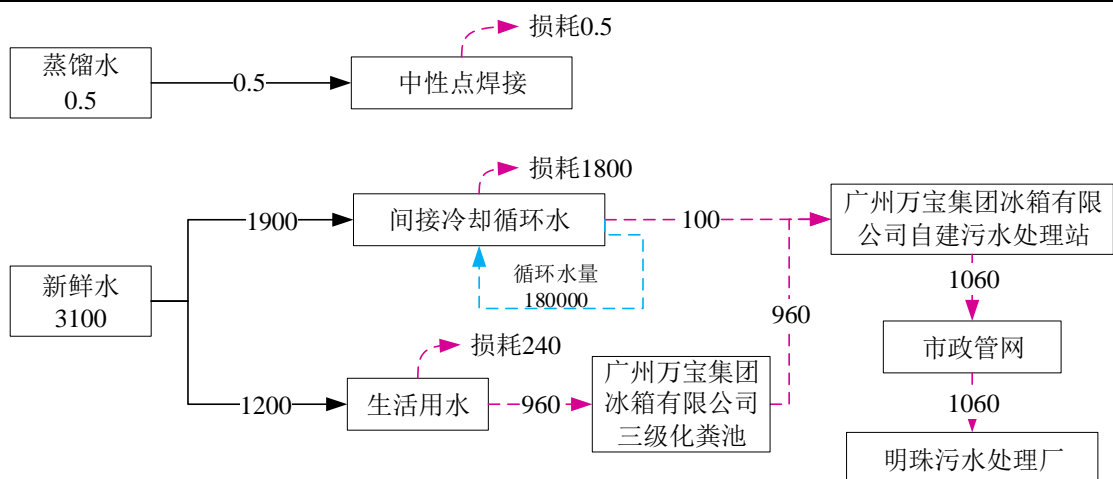 损耗0.5
蒸馏水
0.5
0.5
中性点焊接
损耗1800
1900
间接冷却循环水
100
广州万宝集团冰箱有限
公司自建污水处理站
循环水量
180000
新鲜水
3100
1060
960
损耗240
市政管网
1200
生活用水
960
广州万宝集团
冰箱有限公司
三级化粪池
1060
明珠污水处理厂